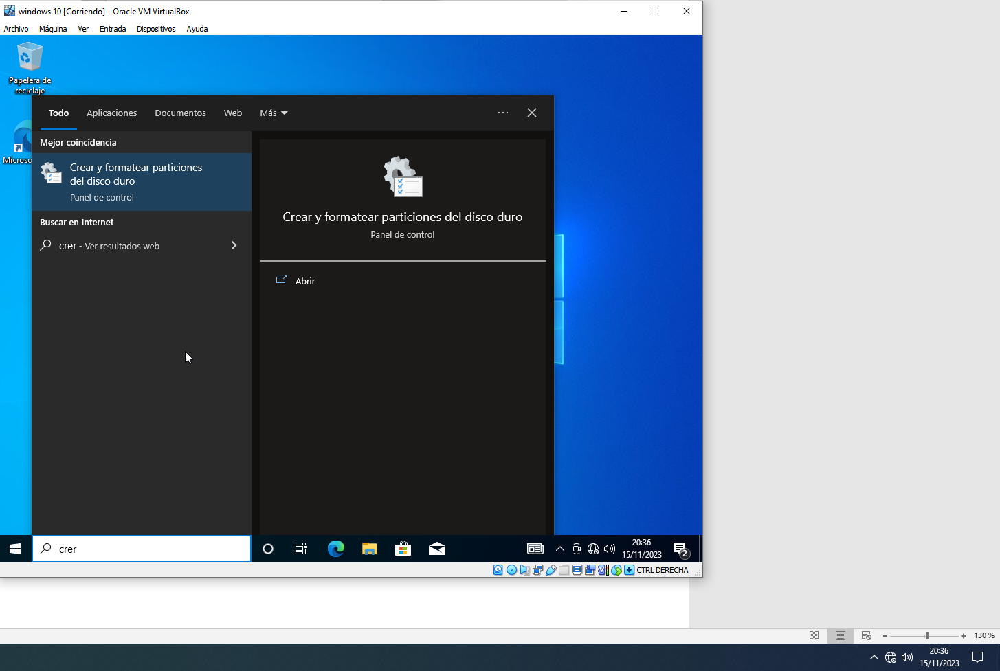 windows 10 [Corriendo] - Oracle VM VirtualBox
Archivo Máquina Ver Entrada Dispositivos Ayuda
Papelera de
reciclaje
Microso
Todo Aplicaciones Documentos Web Más
Mejor coincidencia
Crear y formatear particiones
del disco duro
Panel de control
Buscar en Internet
crer - Ver resultados web
Crear y formatear particiones del disco duro
Panel de control
Abrir
crer
20:36
15/11/2023
2
CTRL DERECHA
130 %
20:36
15/11/2023